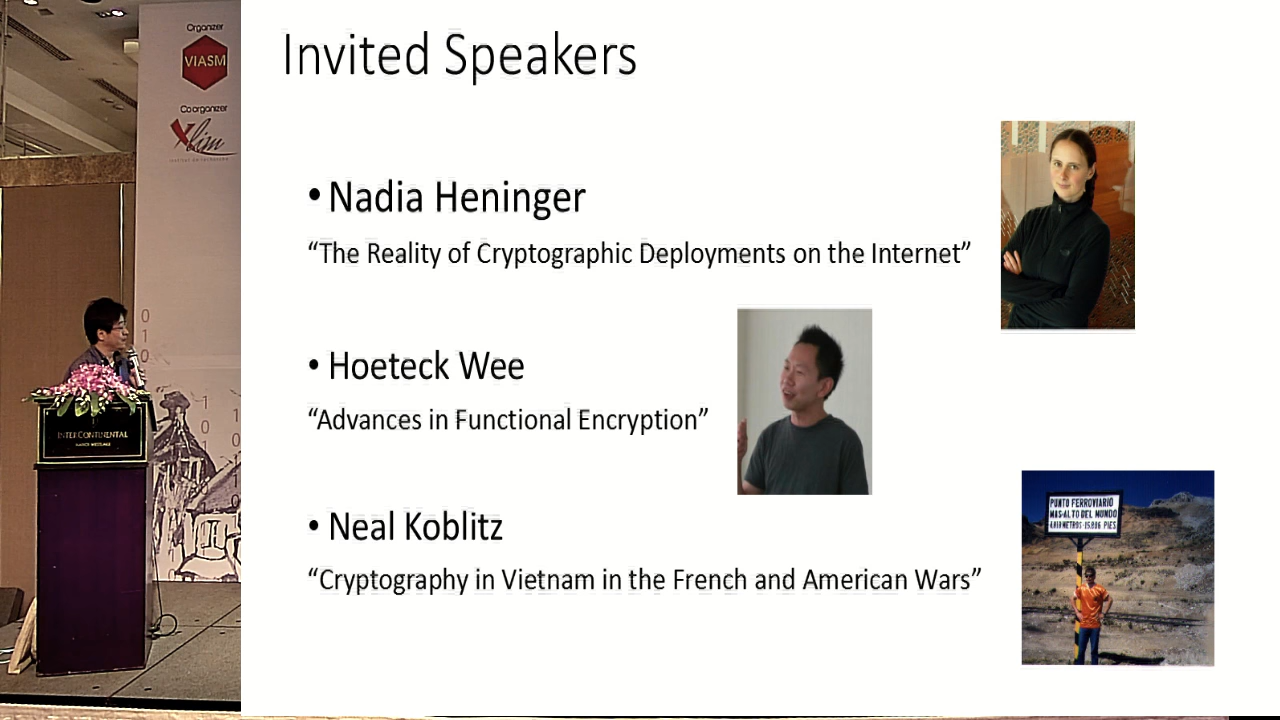 Organizer
VIASM
Co organizer
Xlim
INTERCONTINENTAL
Invited Speakers
• Nadia Heninger
“The Reality of Cryptographic Deployments on the Internet”
• Hoeteck Wee
“Advances in Functional Encryption”
• Neal Koblitz
“Cryptography in Vietnam in the French and American Wars”
PUNTO FERROVIARIO
MAS ALTO DEL MUNDO
PIES